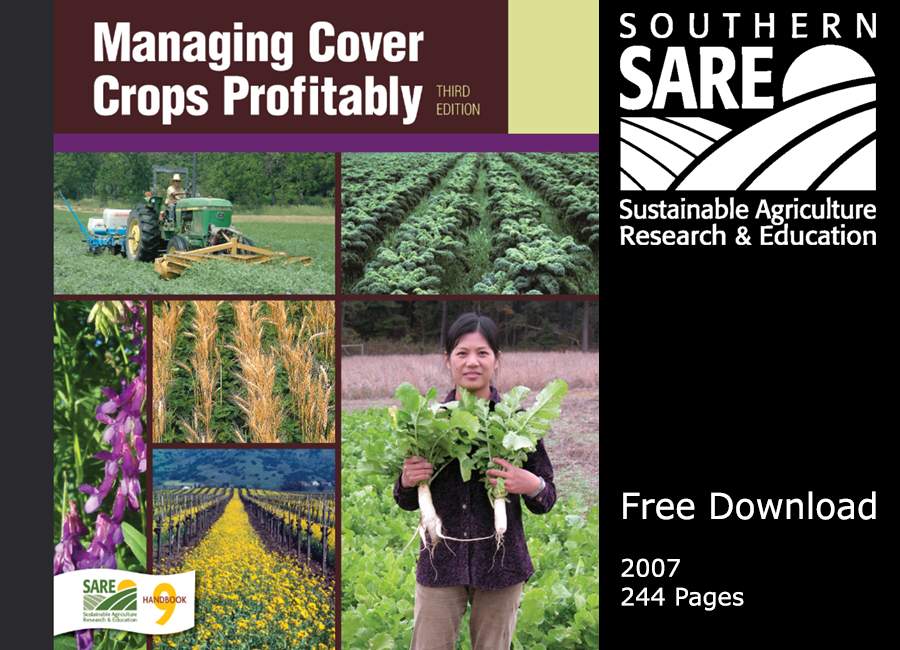 Managing Cover
Crops Profitably
THIRD
EDITION
SARE
Sustainable Agriculture
Research & Education
HANDBOOK
9
SOUTHERN
SARE
Sustainable Agriculture
Research & Education
Free Download
2007
244 Pages